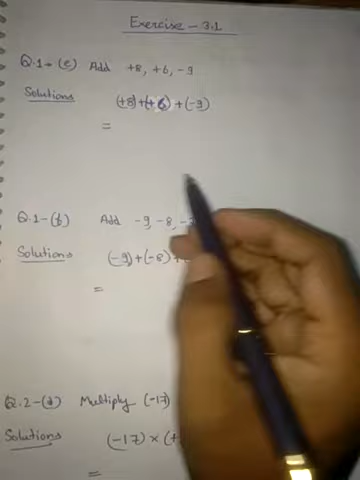 Exercise - 3.1
Q.1-(e) Add +8, +6, -9
Solutions (+8)+(+6)+(-9)
=
Q.1-(f) Add -9, -8,
Solutions (-9)+(-8)+
=
Q.2-(d) Multiply (-17)
Solutions (-17) × (+
=